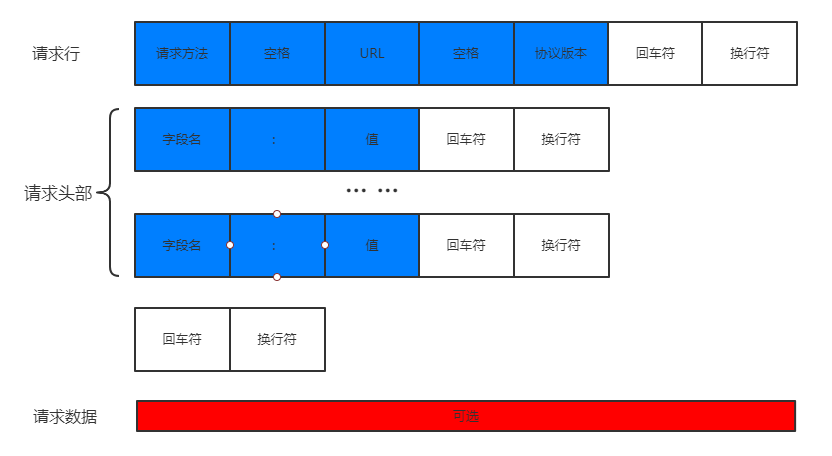 请求行 请求方法 空格 URL 空格 协议版本 回车符 换行符
字段名 : 值 回车符 换行符
请求头部 ... ...
字段名 : 值 回车符 换行符
回车符 换行符
请求数据 可选